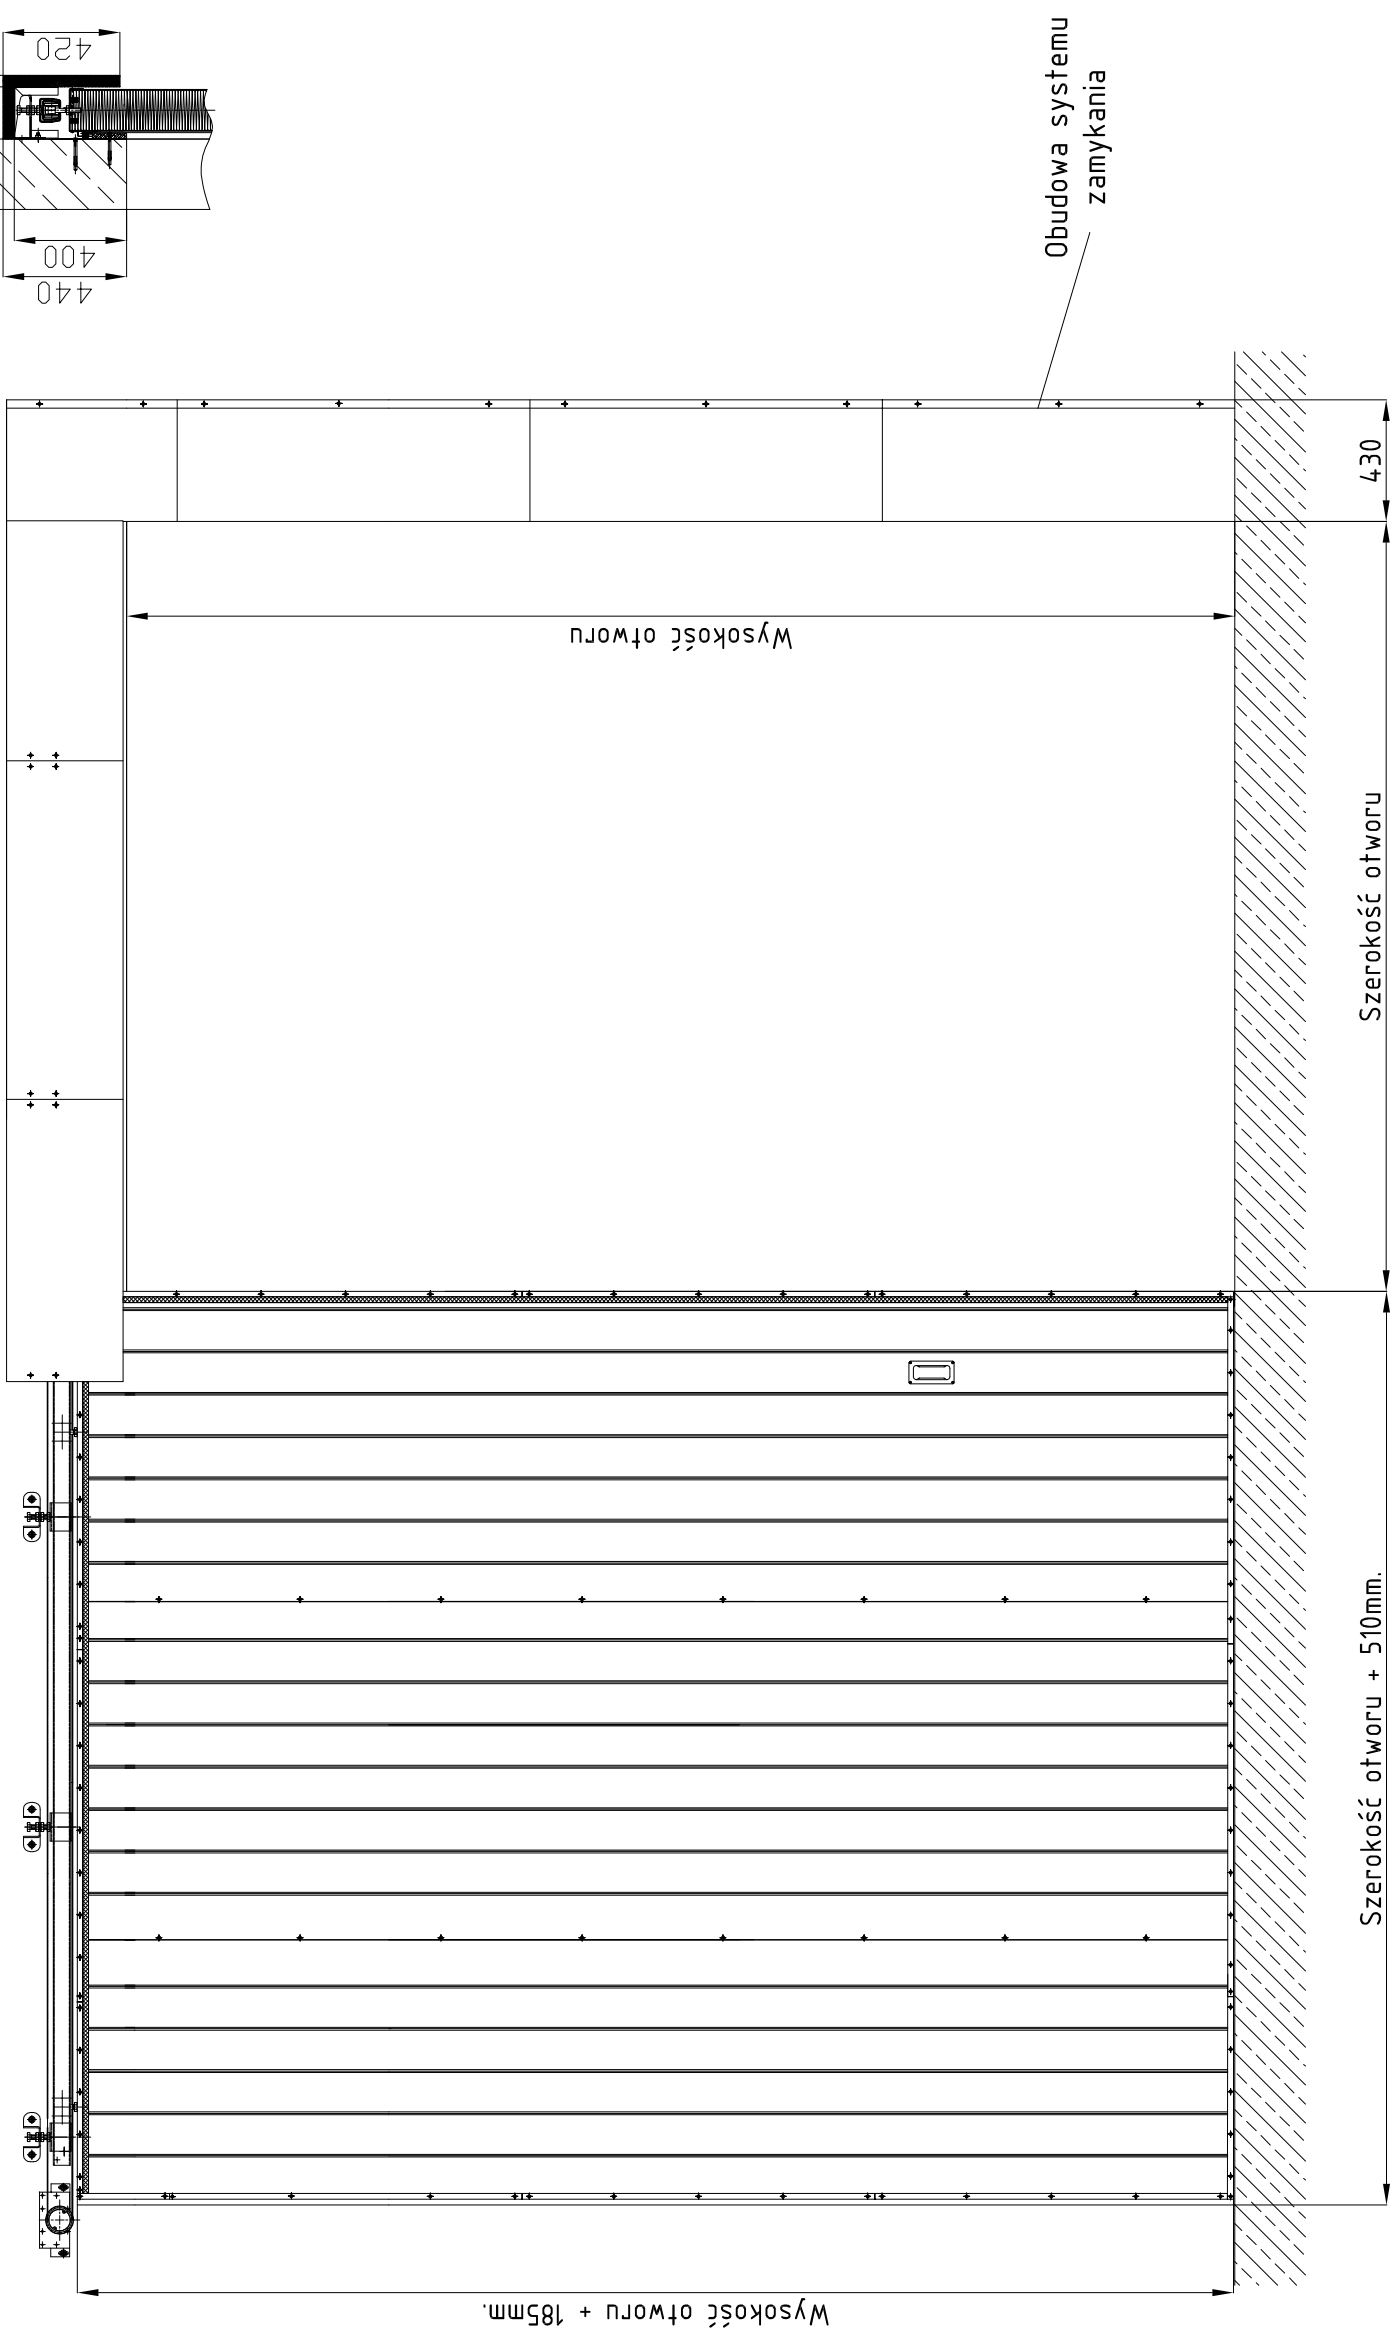 420
400
440
Obudowa systemu
zamykania
430
Wysokość otworu
Szerokość otworu
Szerokość otworu + 510mm.
Wysokość otworu + 185mm.